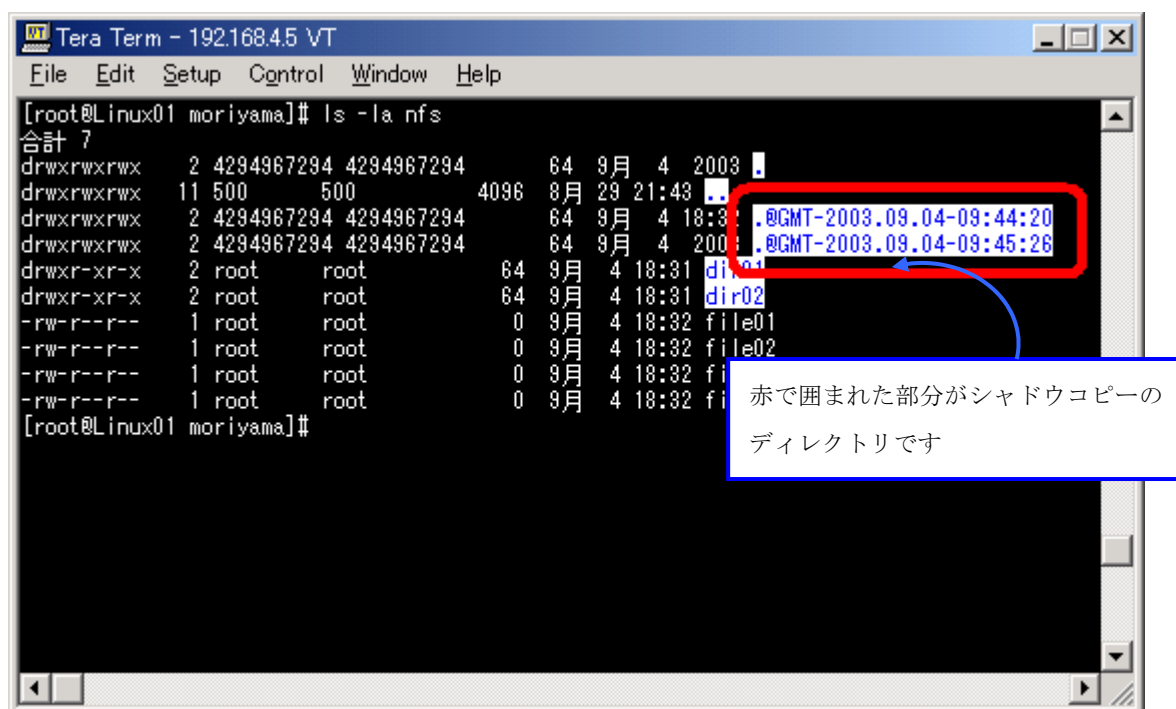 Tera Term - 192.168.4.5 VT
File Edit Setup Control Window Help
[root@Linux01 moriyama]# ls -la nfs
合計 7
drwxrwxrwx 2 4294967294 4294967294 64 9月 4 2003 .
drwxrwxrwx 11 500 500 4096 8月 29 21:43 ..
drwxrwxrwx 2 4294967294 4294967294 64 9月 4 18:32 .@GMT-2003.09.04-09:44:20
drwxrwxrwx 2 4294967294 4294967294 64 9月 4 2003 .@GMT-2003.09.04-09:45:26
drwxr-xr-x 2 root root 64 9月 4 18:31 dir01
drwxr-xr-x 2 root root 64 9月 4 18:31 dir02
-rw-r--r-- 1 root root 0 9月 4 18:32 file01
-rw-r--r-- 1 root root 0 9月 4 18:32 file02
-rw-r--r-- 1 root root 0 9月 4 18:32 fi
-rw-r--r-- 1 root root 0 9月 4 18:32 fi
[root@Linux01 moriyama]#
赤で囲まれた部分がシャドウコピーの
ディレクトリです